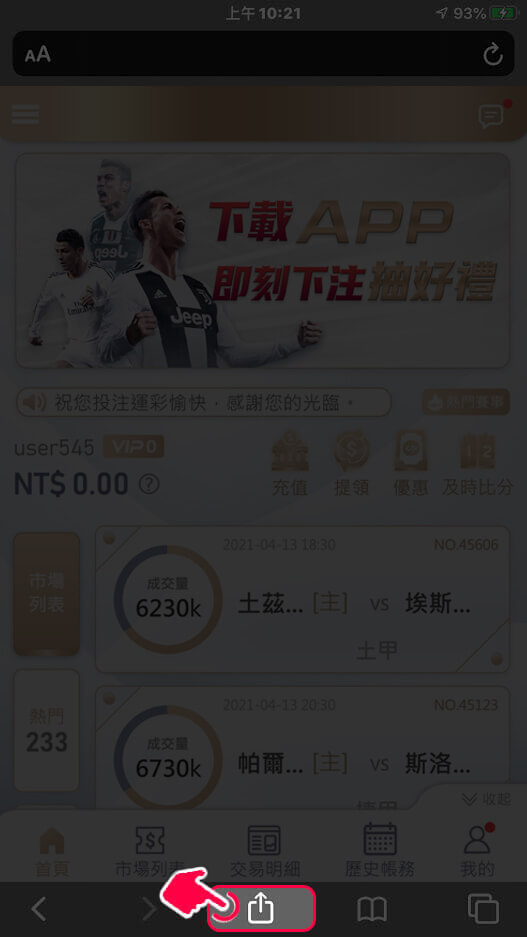 上午10:21
93%
AA
下載APP
即刻下注抽好禮
Jeep
Jeep
祝您投注運彩愉快，感謝您的光臨。
熱門賽事
user545 VIP0
NT$ 0.00 ?
充值 提領 優惠 及時比分
市場
列表
2021-04-13 18:30 NO.45606
成交量
6230k
土茲... [主] VS 埃斯...
土甲
熱門
233
2021-04-13 20:30 NO.45123
成交量
6730k
帕爾... [主] VS 斯洛...
收起
首頁 市場列表 交易明細 歷史帳務 我的